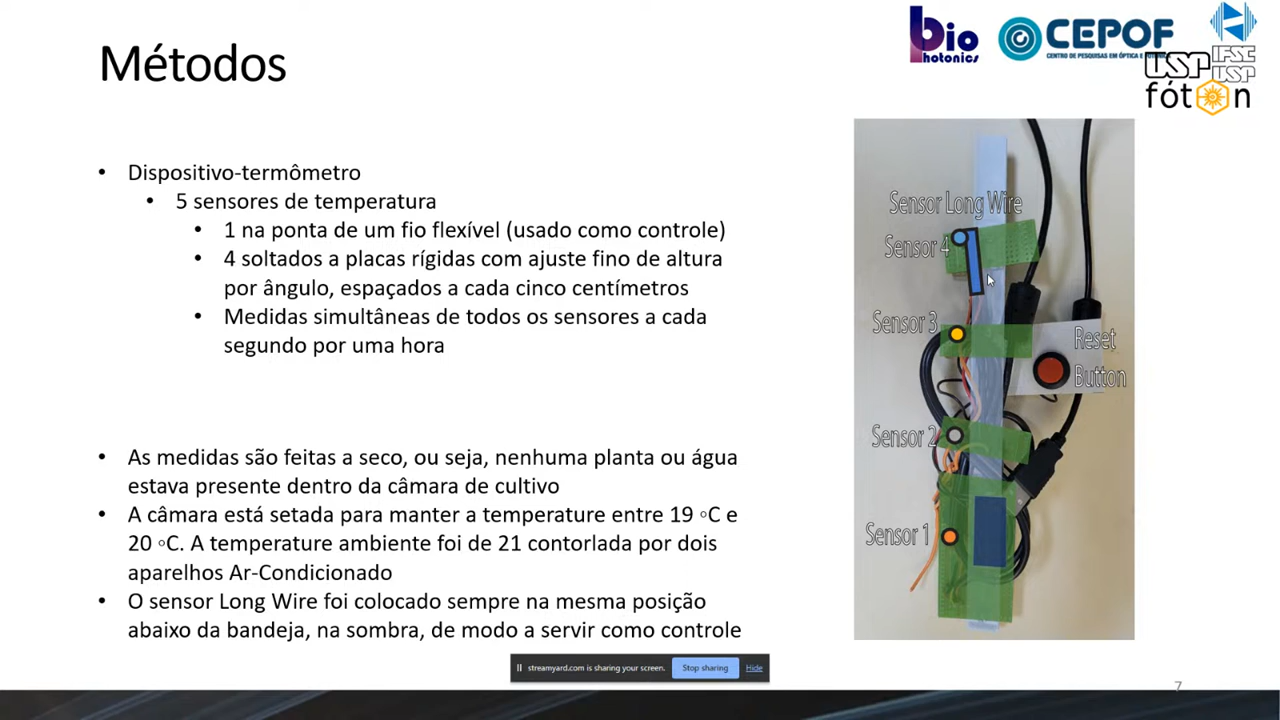 bio
photonics
CEPOF
CENTRO DE PESQUISAS EM ÓPTICA E FOTÔNICA
IFSC
USP
USP
fóton
Métodos
• Dispositivo-termômetro
• 5 sensores de temperatura
• 1 na ponta de um fio flexível (usado como controle)
• 4 soltados a placas rígidas com ajuste fino de altura
por ângulo, espaçados a cada cinco centímetros
• Medidas simultâneas de todos os sensores a cada
segundo por uma hora
• As medidas são feitas a seco, ou seja, nenhuma planta ou água
estava presente dentro da câmara de cultivo
• A câmara está setada para manter a temperature entre 19 ◦C e
20 ◦C. A temperature ambiente foi de 21 contorlada por dois
aparelhos Ar-Condicionado
• O sensor Long Wire foi colocado sempre na mesma posição
abaixo da bandeja, na sombra, de modo a servir como controle
Sensor Long Wire
Sensor 4
Sensor 3
Reset
Button
Sensor 2
Sensor 1
streamyard.com is sharing your screen.
Stop sharing
Hide
7